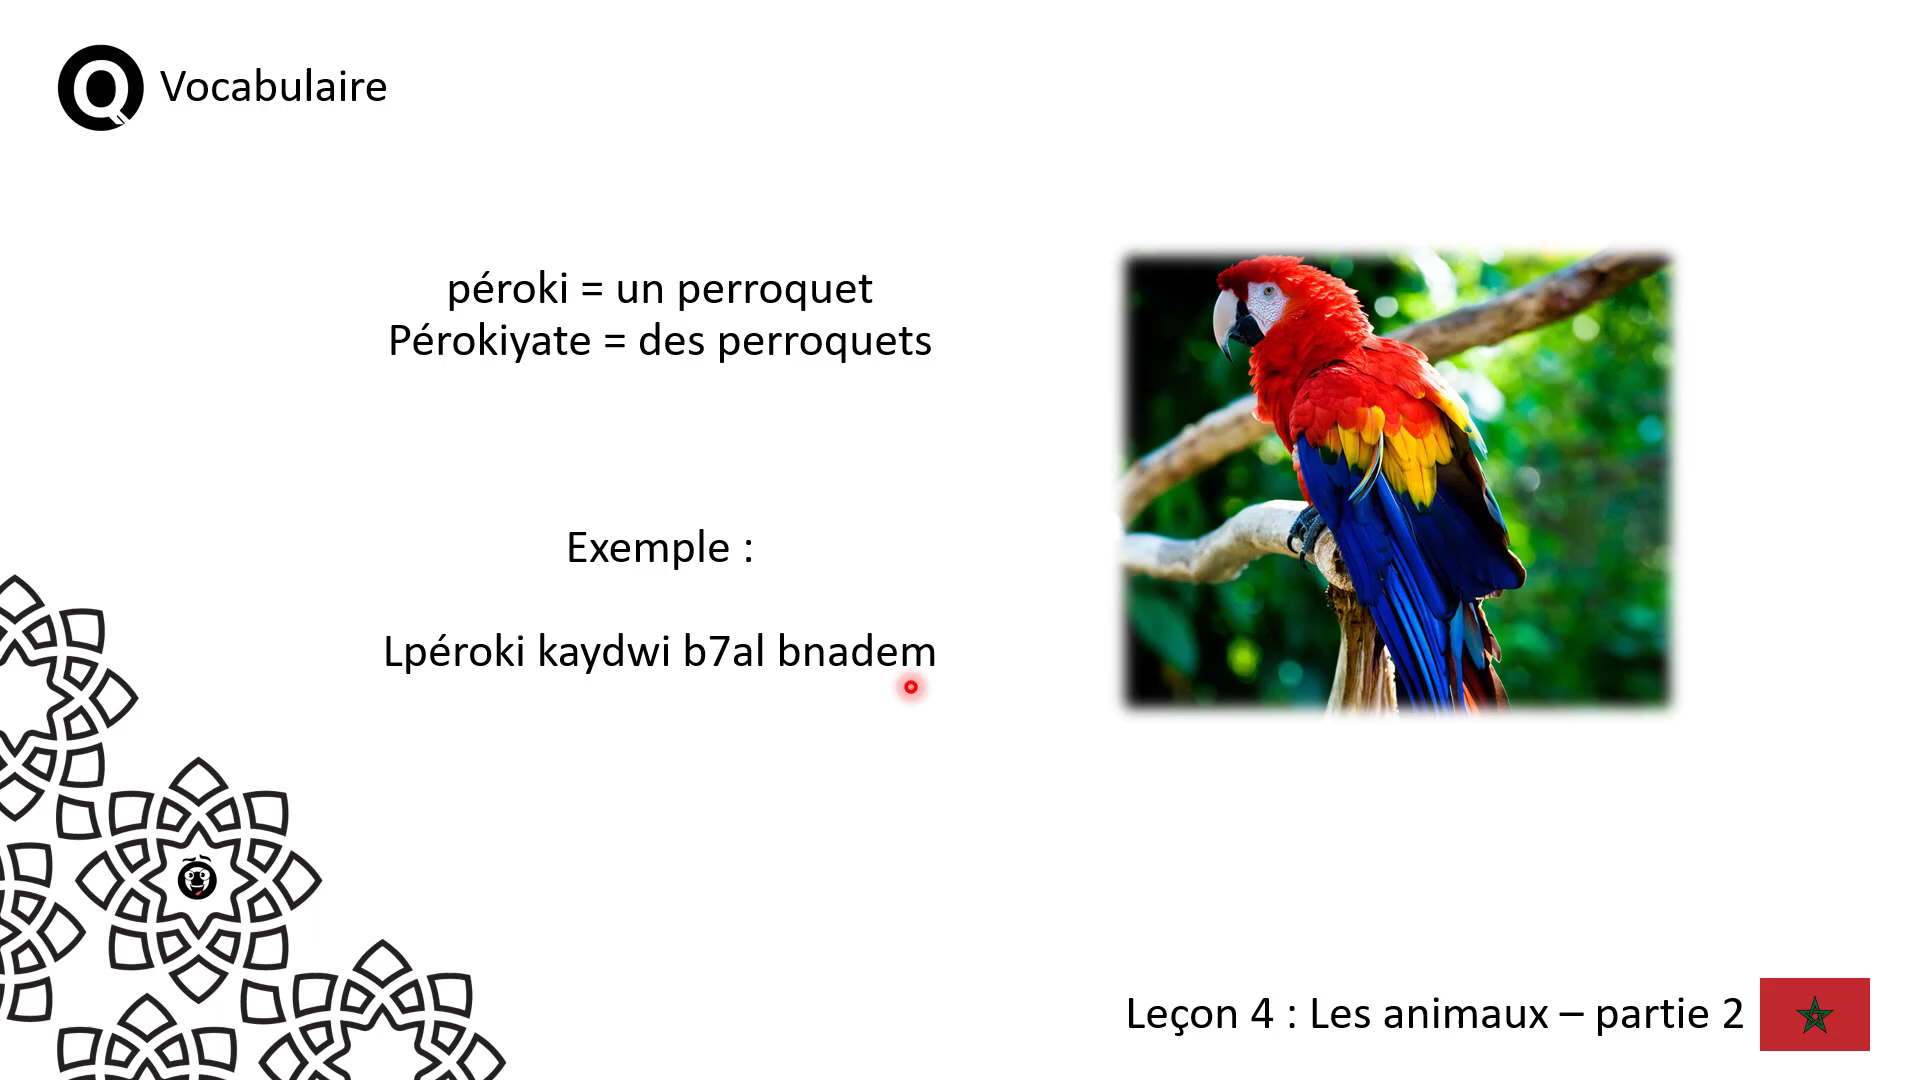 Q Vocabulaire
péroki = un perroquet
Pérokiyate = des perroquets
Exemple :
Lpéroki kaydwi b7al bnadem
Leçon 4 : Les animaux – partie 2